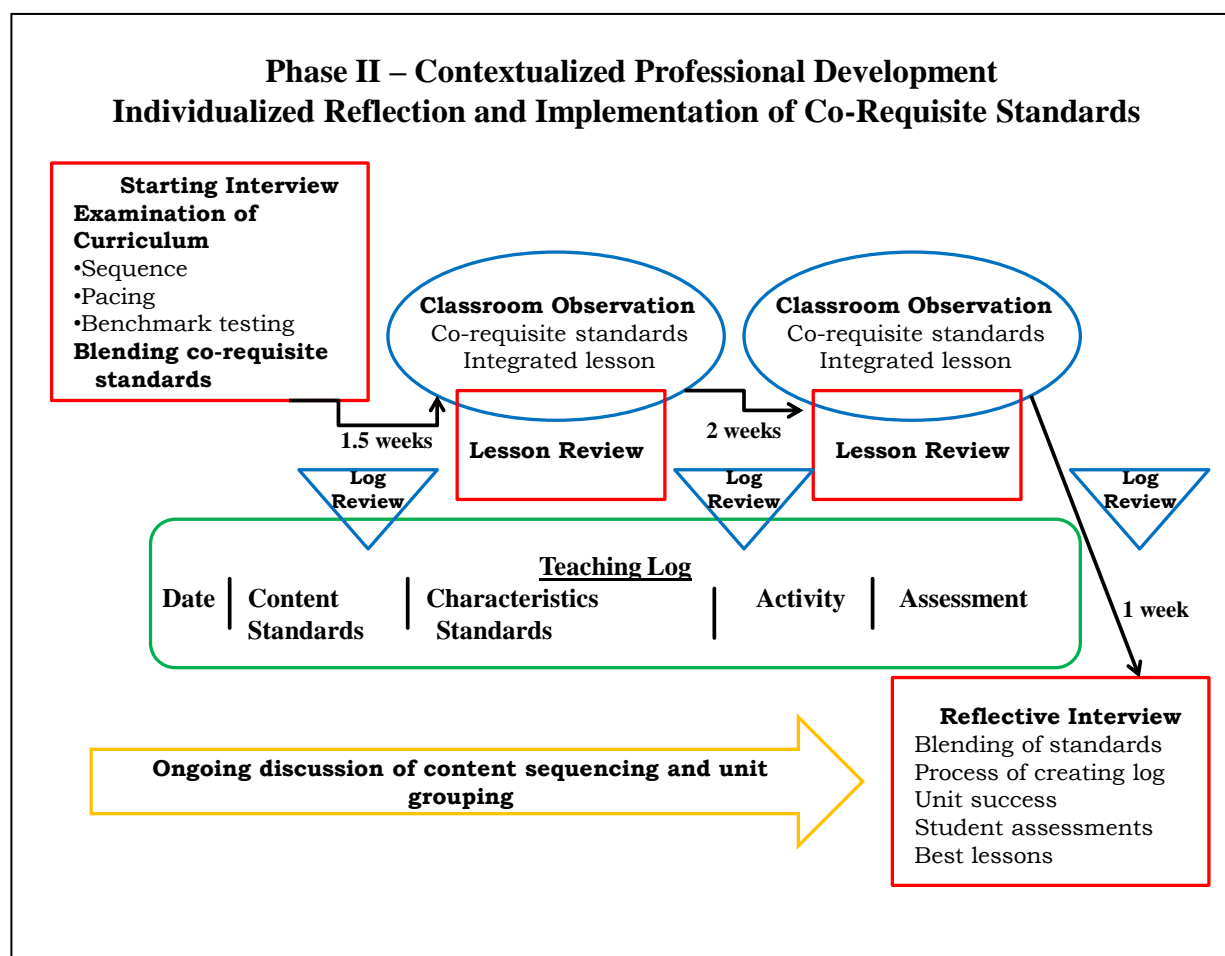 Phase II – Contextualized Professional Development
Individualized Reflection and Implementation of Co-Requisite Standards
Starting Interview
Examination of
Curriculum
•Sequence
•Pacing
•Benchmark testing
Blending co-requisite
standards
1.5 weeks
Classroom Observation
Co-requisite standards
Integrated lesson
Lesson Review
2 weeks
Classroom Observation
Co-requisite standards
Integrated lesson
Lesson Review
Log
Review
Log
Review
Log
Review
1 week
Teaching Log
Date
Content
Standards
Characteristics
Standards
Activity
Assessment
Ongoing discussion of content sequencing and unit
grouping
Reflective Interview
Blending of standards
Process of creating log
Unit success
Student assessments
Best lessons